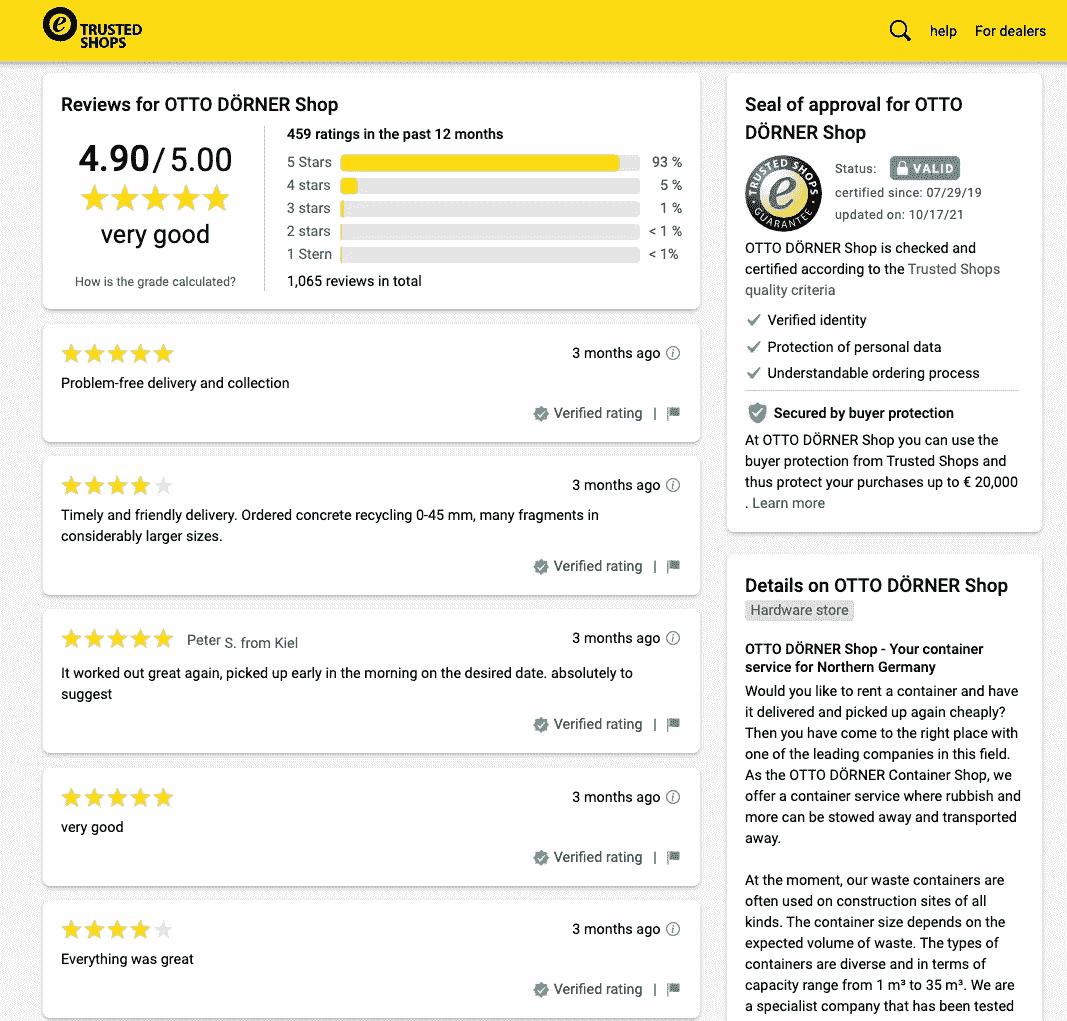 e TRUSTED
SHOPS
help
For dealers
Reviews for OTTO DÖRNER Shop
4.90/5.00
very good
How is the grade calculated?
459 ratings in the past 12 months
5 Stars 93 %
4 stars 5 %
3 stars 1 %
2 stars < 1 %
1 Stern < 1%
1,065 reviews in total
3 months ago
Problem-free delivery and collection
Verified rating |
3 months ago
Timely and friendly delivery. Ordered concrete recycling 0-45 mm, many fragments in
considerably larger sizes.
Verified rating |
Peter S. from Kiel
3 months ago
It worked out great again, picked up early in the morning on the desired date. absolutely to
suggest
Verified rating |
3 months ago
very good
Verified rating |
3 months ago
Everything was great
Verified rating |
Seal of approval for OTTO
DÖRNER Shop
TRUSTED SHOPS
e
GUARANTEE
Status: VALID
certified since: 07/29/19
updated on: 10/17/21
OTTO DÖRNER Shop is checked and
certified according to the Trusted Shops
quality criteria
Verified identity
Protection of personal data
Understandable ordering process
Secured by buyer protection
At OTTO DÖRNER Shop you can use the
buyer protection from Trusted Shops and
thus protect your purchases up to € 20,000
. Learn more
Details on OTTO DÖRNER Shop
Hardware store
OTTO DÖRNER Shop - Your container
service for Northern Germany
Would you like to rent a container and have
it delivered and picked up again cheaply?
Then you have come to the right place with
one of the leading companies in this field.
As the OTTO DÖRNER Container Shop, we
offer a container service where rubbish and
more can be stowed away and transported
away.
At the moment, our waste containers are
often used on construction sites of all
kinds. The container size depends on the
expected volume of waste. The types of
containers are diverse and in terms of
capacity range from 1 m³ to 35 m³. We are
a specialist company that has been tested